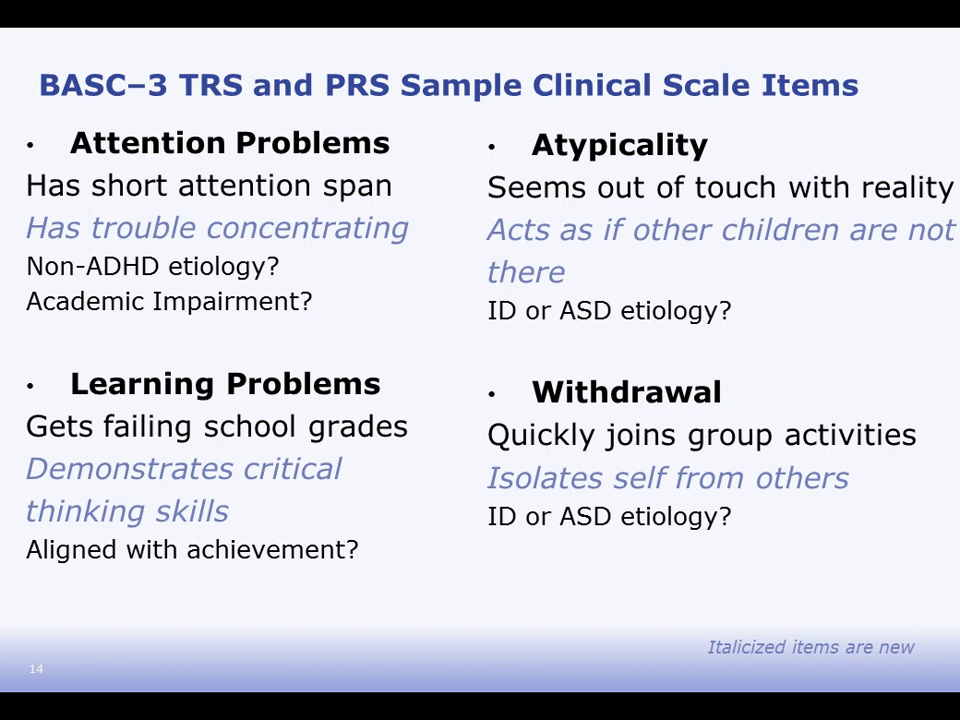 BASC–3 TRS and PRS Sample Clinical Scale Items
• Attention Problems
Has short attention span
Has trouble concentrating
Non-ADHD etiology?
Academic Impairment?
• Learning Problems
Gets failing school grades
Demonstrates critical
thinking skills
Aligned with achievement?
• Atypicality
Seems out of touch with reality
Acts as if other children are not
there
ID or ASD etiology?
• Withdrawal
Quickly joins group activities
Isolates self from others
ID or ASD etiology?
Italicized items are new
14